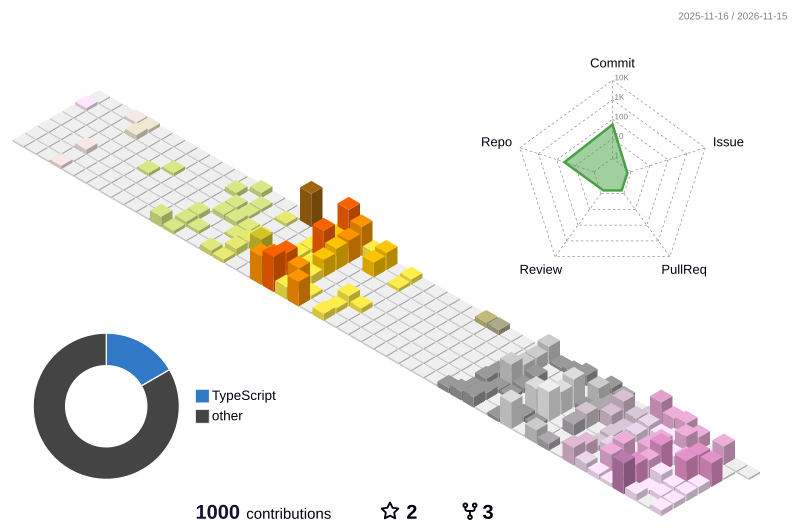 2025-11-16 / 2026-11-15
Commit
10K
1K
100
Repo
Issue
Review
PullReq
TypeScript
other
1000 contributions
2
3